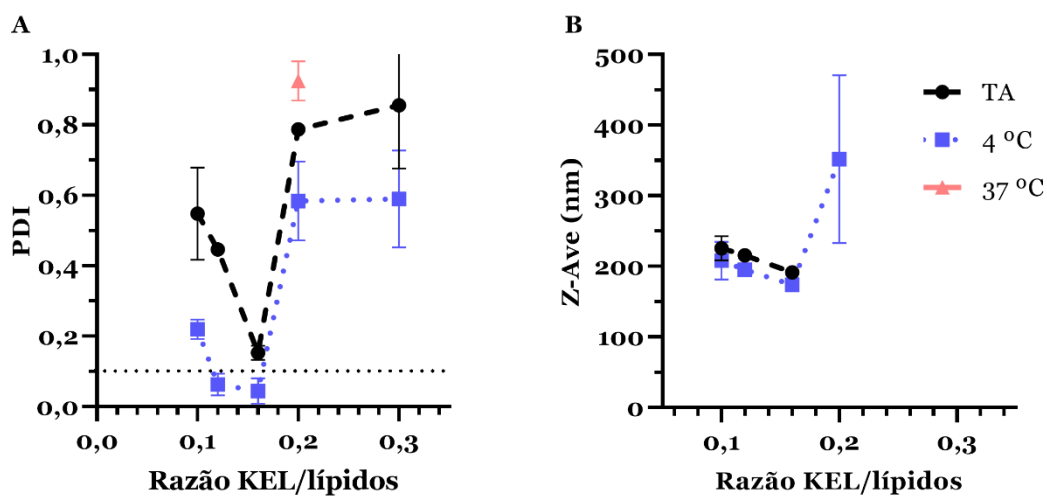 A
PDI
1,0
0,8
0,6
0,4
0,2
0,0
0,0 0,1 0,2 0,3
Razão KEL/lípidos
B
Z-Ave (nm)
500
400
300
200
100
0
0,1 0,2 0,3
Razão KEL/lípidos
TA
4 ºC
37 ºC